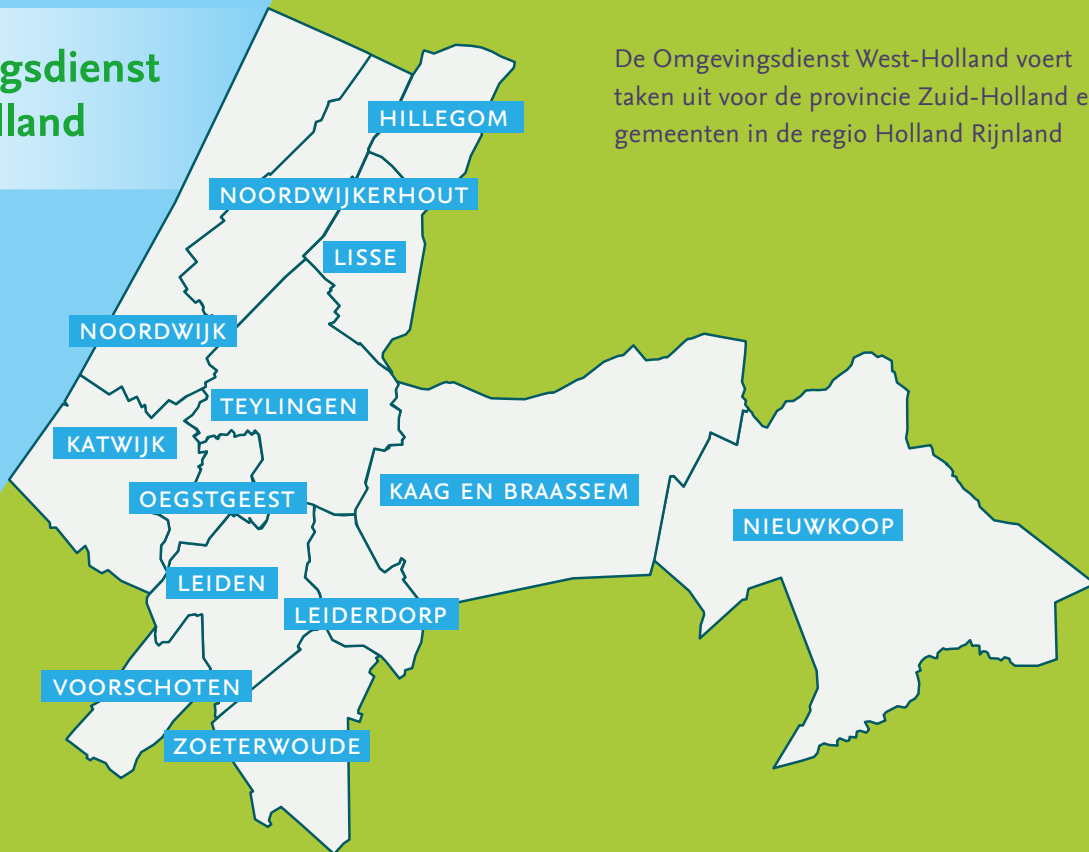 gsdienst
lland
De Omgevingsdienst West-Holland voert
taken uit voor de provincie Zuid-Holland e
gemeenten in de regio Holland Rijnland
HILLEGOM
NOORDWIJKERHOUT
LISSE
NOORDWIJK
TEYLINGEN
KATWIJK
OEGSTGEEST
KAAG EN BRAASSEM
NIEUWKOOP
LEIDEN
LEIDERDORP
VOORSCHOTEN
ZOETERWOUDE